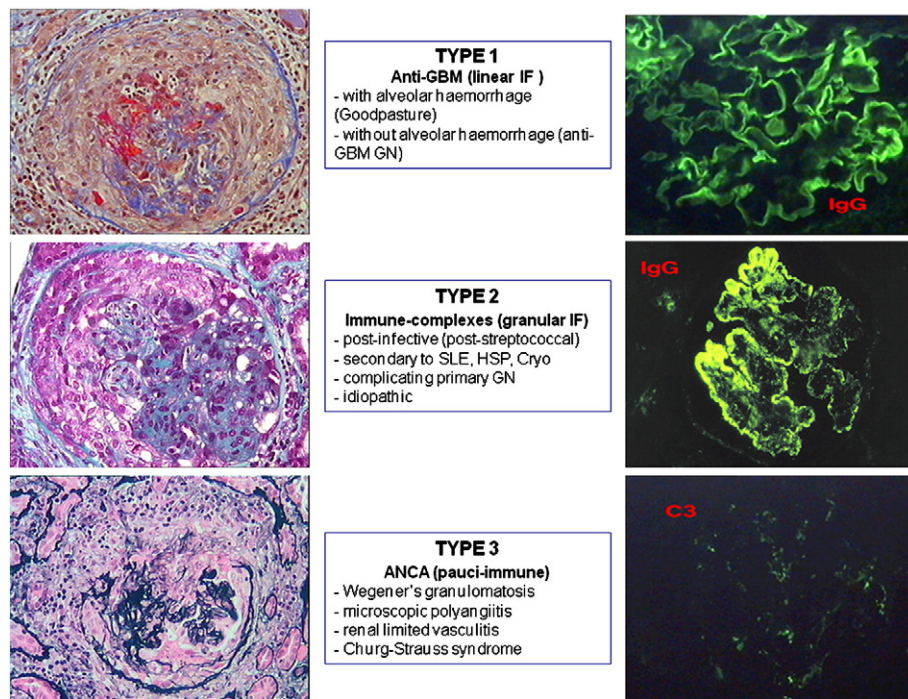 TYPE 1
Anti-GBM (linear IF )
- with alveolar haemorrhage
(Goodpasture)
- without alveolar haemorrhage (anti-
GBM GN)
IgG
TYPE 2
Immune-complexes (granular IF)
- post-infective (post-streptococcal)
- secondary to SLE, HSP, Cryo
- complicating primary GN
- idiopathic
IgG
TYPE 3
ANCA (pauci-immune)
- Wegener's granulomatosis
- microscopic polyangiitis
- renal limited vasculitis
- Churg-Strauss syndrome
C3